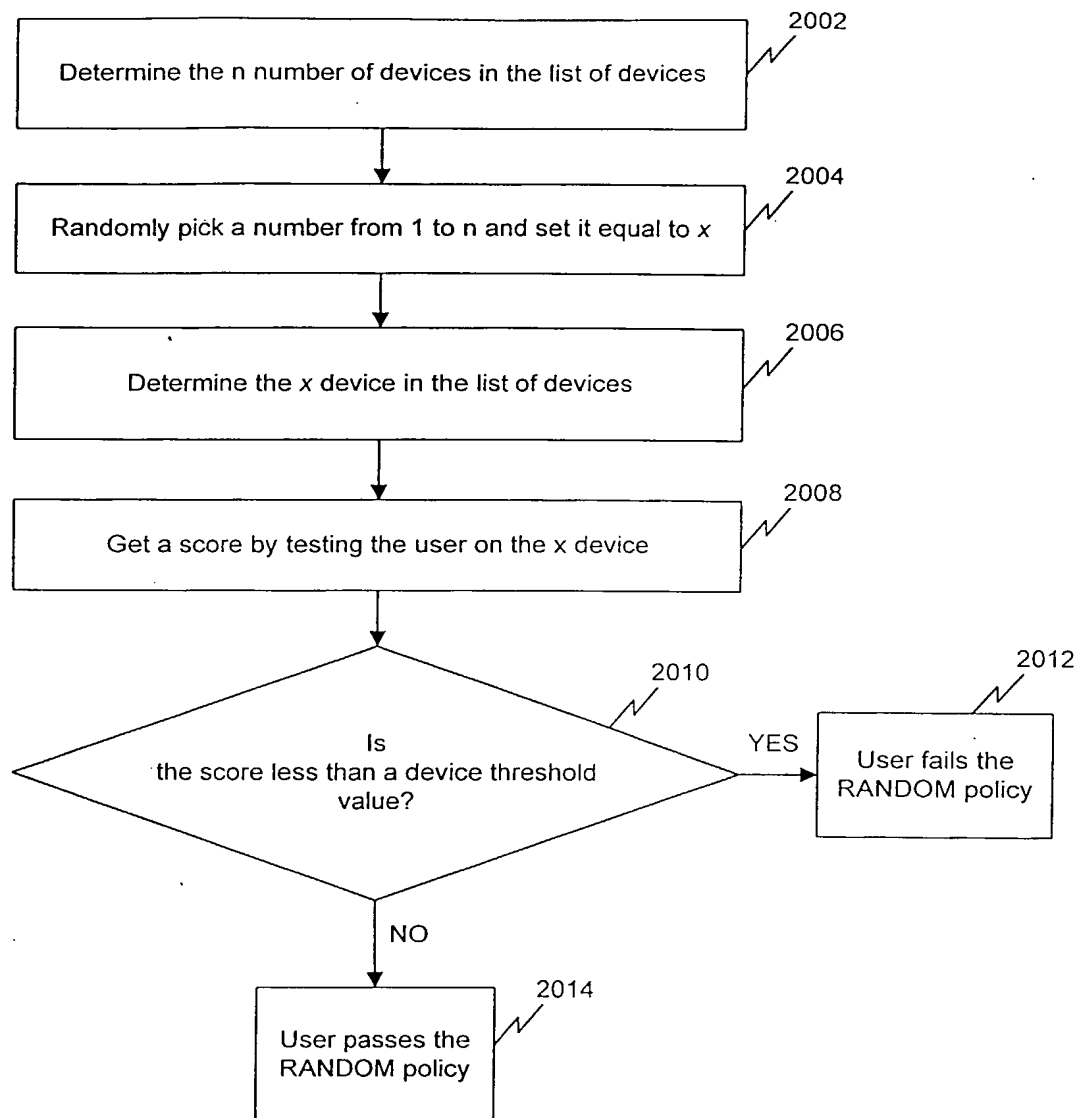 2002
Determine the n number of devices in the list of devices
2004
Randomly pick a number from 1 to n and set it equal to x
2006
Determine the x device in the list of devices
2008
Get a score by testing the user on the x device
2010
Is
the score less than a device threshold
value?
YES
2012
User fails the
RANDOM policy
NO
2014
User passes the
RANDOM policy